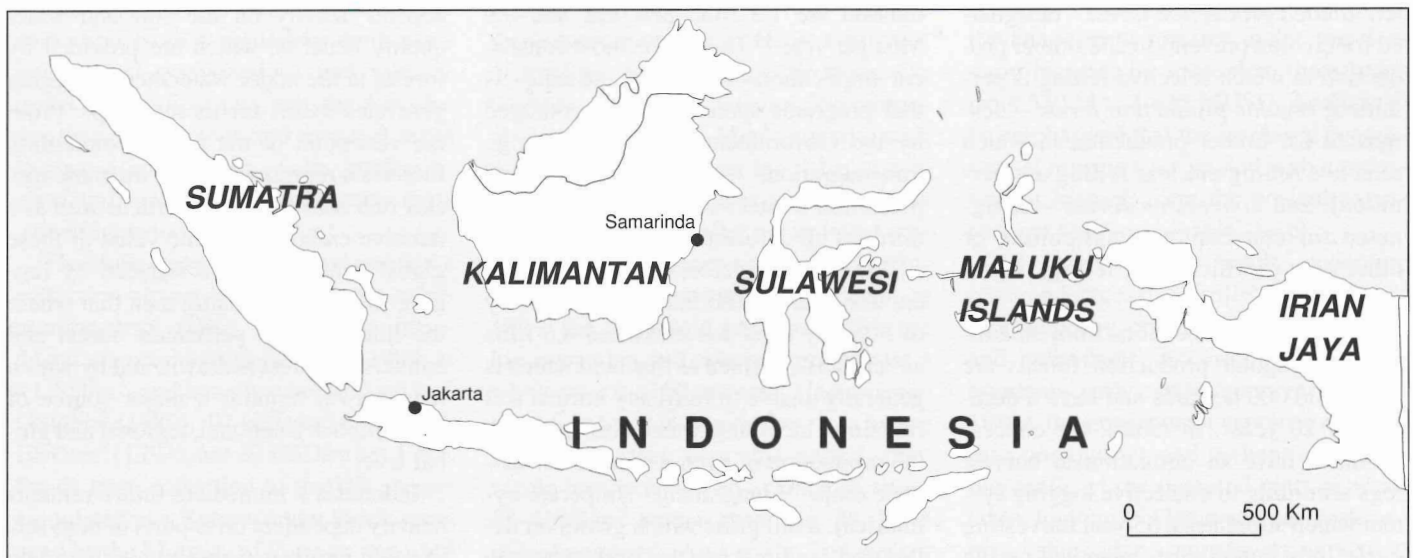 SUMATRA
Samarinda
KALIMANTAN
SULAWESI
MALUKU
ISLANDS
IRIAN
JAYA
Jakarta
INDONESIA
0 500 Km